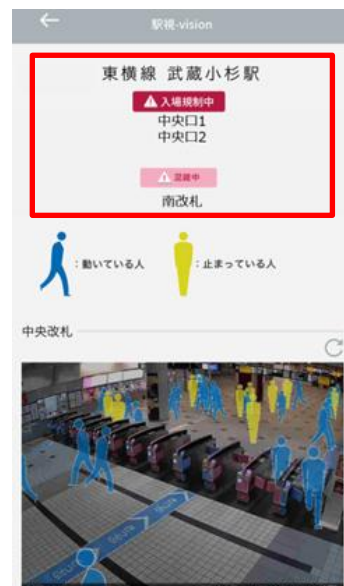 駅視-vision
東横線 武蔵小杉駅
入場規制中
中央口1
中央口2
混雑中
南改札
：動いている人
：止まっている人
中央改札